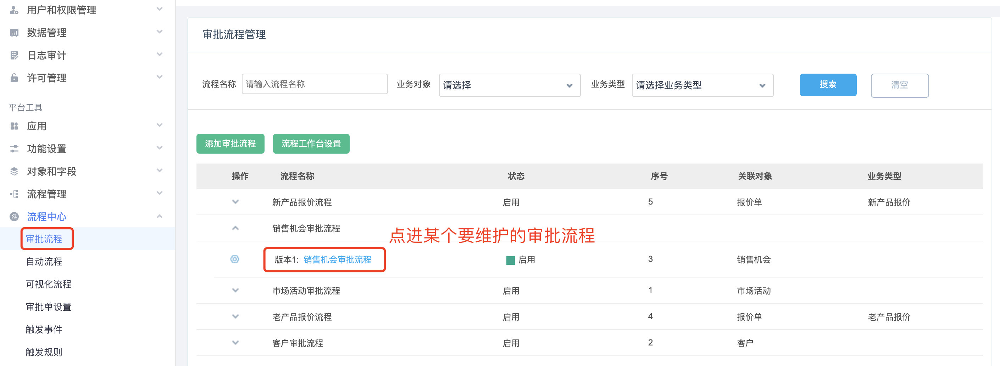 用户和权限管理
数据管理
日志审计
许可管理
平台工具
应用
功能设置
对象和字段
流程管理
流程中心
审批流程
自动流程
可视化流程
审批单设置
触发事件
触发规则
审批流程管理
流程名称 请输入流程名称 业务对象 请选择 业务类型 请选择业务类型 搜索 清空
添加审批流程 流程工作台设置
操作 流程名称 状态 序号 关联对象 业务类型
新产品报价流程 启用 5 报价单 新产品报价
销售机会审批流程
点进某个要维护的审批流程
版本1: 销售机会审批流程 启用 3 销售机会
市场活动审批流程 启用 1 市场活动
老产品报价流程 启用 4 报价单 老产品报价
客户审批流程 启用 2 客户